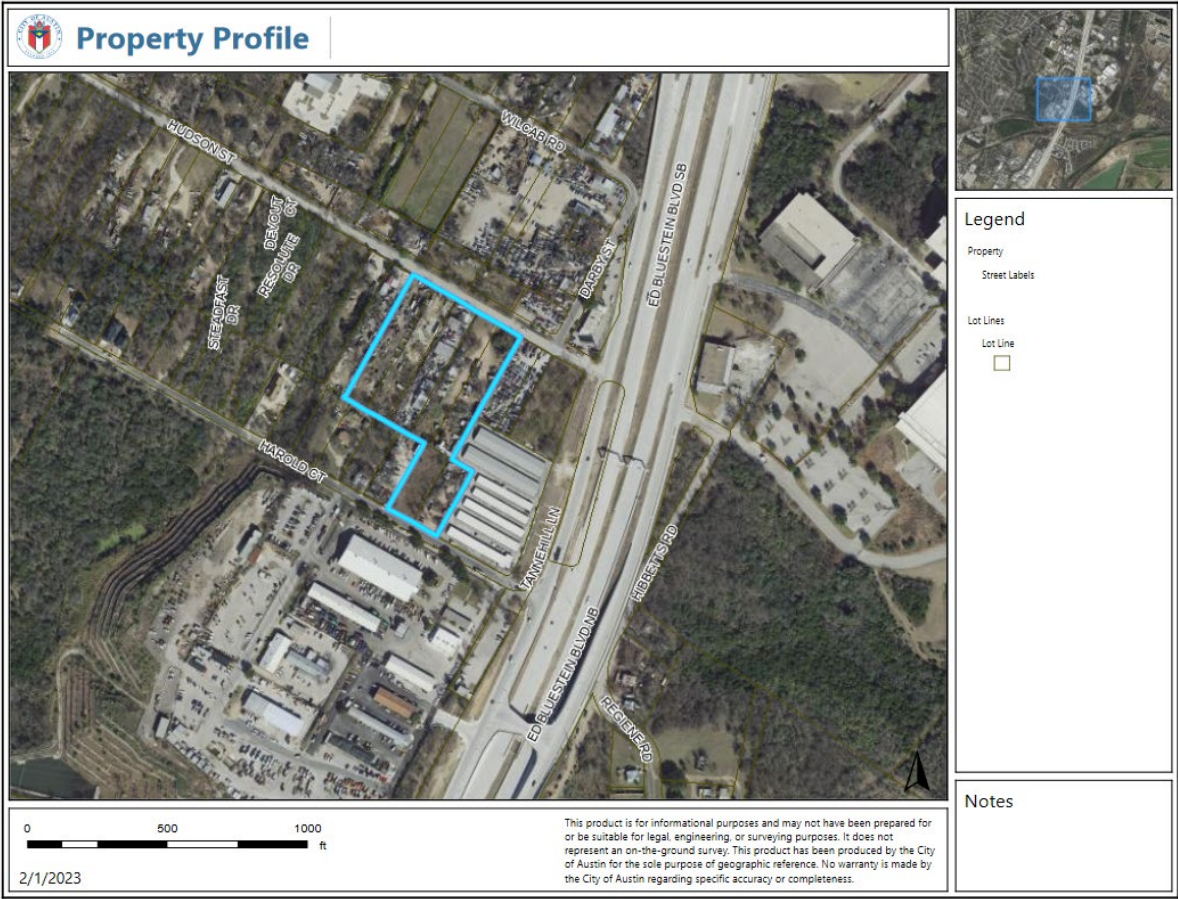 CITY OF AUSTIN
Property Profile
WILCAB RD
HUDSON ST
ED BLUESTEIN BLVD SB
DEVOUT
CT
RESOLUTE
DR
DARBY ST
STEADFAST
DR
HAROLD CT
TANNEHILL LN
HIBBETTS RD
ED BLUESTEIN BLVD NB
REGIENE RD
Legend
Property
Street Labels
Lot Lines
Lot Line
Notes
0 500 1000
ft
2/1/2023
This product is for informational purposes and may not have been prepared for
or be suitable for legal, engineering, or surveying purposes. It does not
represent an on-the-ground survey. This product has been produced by the City
of Austin for the sole purpose of geographic reference. No warranty is made by
the City of Austin regarding specific accuracy or completeness.